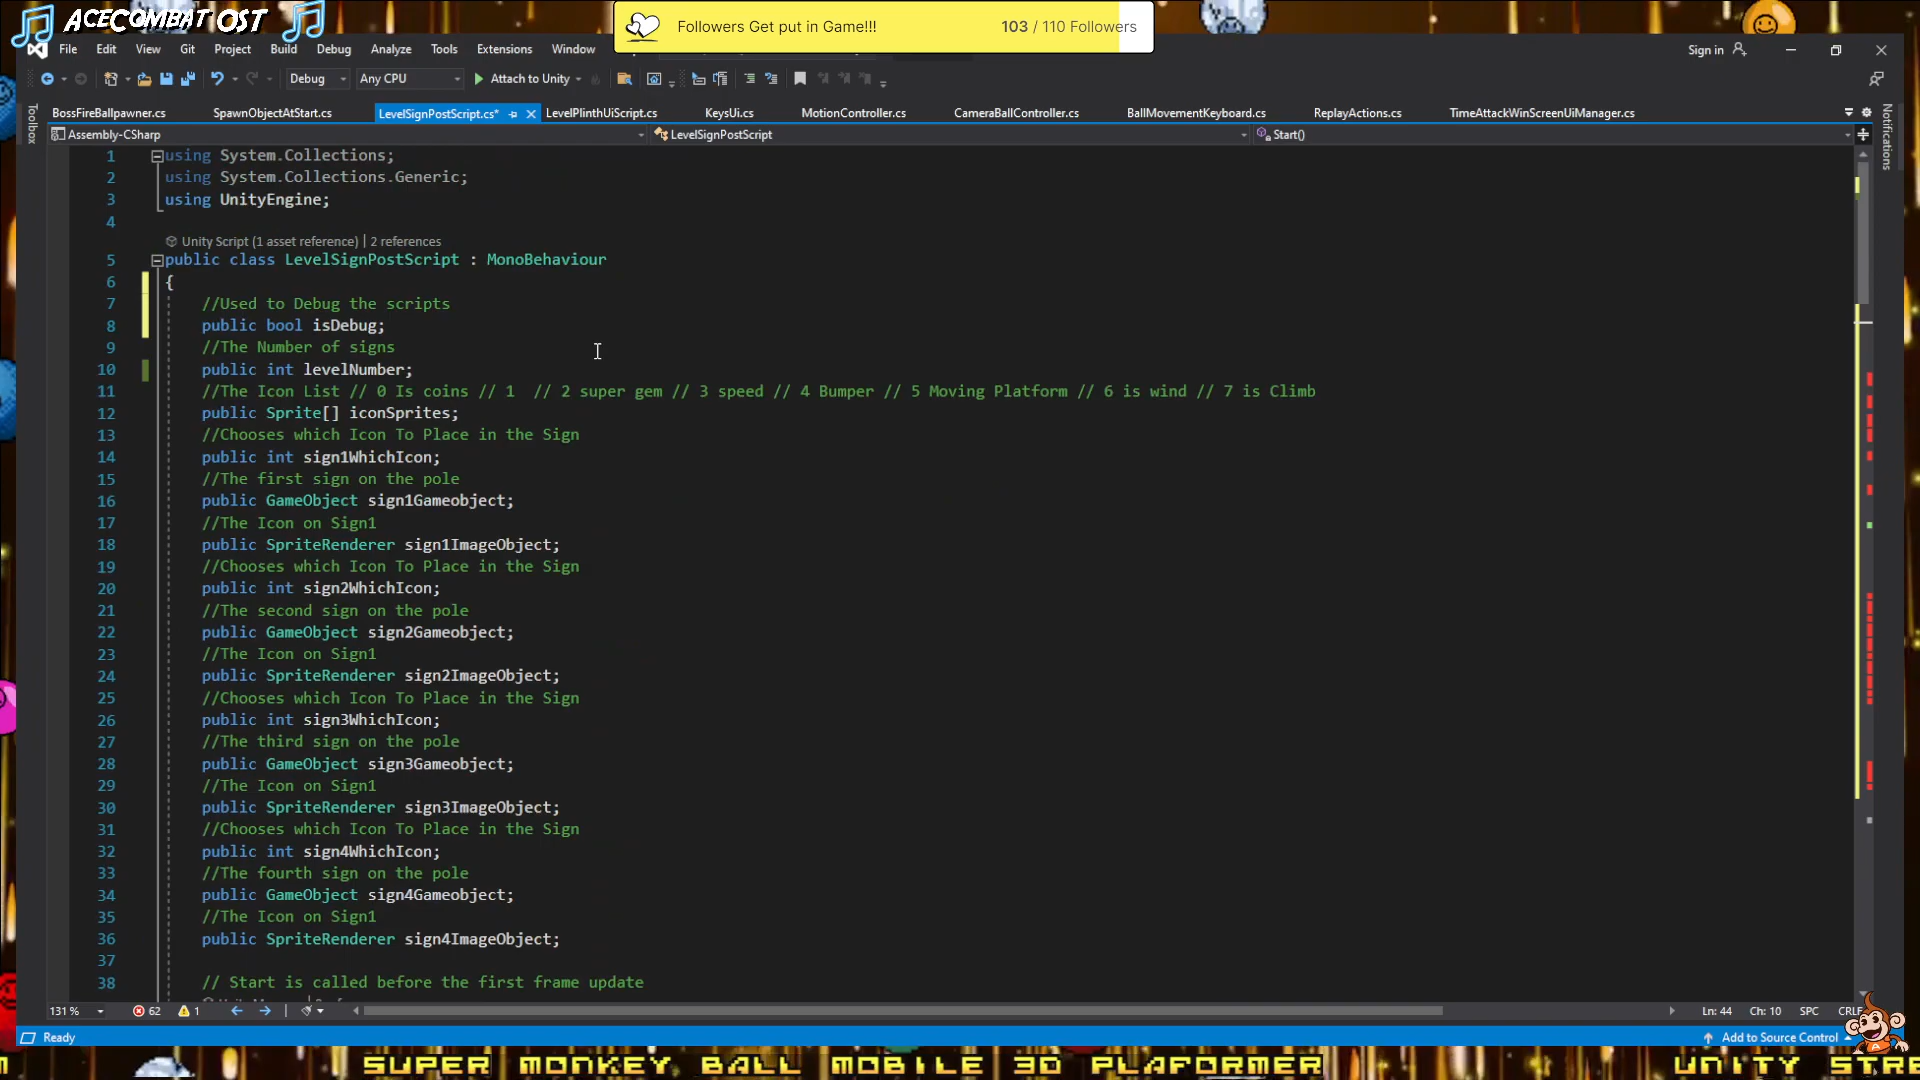 ACECOMBAT OST
Followers Get put in Game!!! 103 / 110 Followers
File Edit View Git Project Build Debug Analyze Tools Extensions Window
Sign in
Debug Any CPU Attach to Unity
BossFireBallpawner.cs SpawnObjectAtStart.cs LevelSignPostScript.cs* LevelPlinthUiScript.cs KeysUi.cs MotionController.cs CameraBallController.cs BallMovementKeyboard.cs ReplayActions.cs TimeAttackWinScreenUiManager.cs
Toolbox
Notifications
Assembly-CSharp LevelSignPostScript Start()
1 using System.Collections;
2 using System.Collections.Generic;
3 using UnityEngine;
4
Unity Script (1 asset reference) | 2 references
5 public class LevelSignPostScript : MonoBehaviour
6 {
7 //Used to Debug the scripts
8 public bool isDebug;
9 //The Number of signs
10 public int levelNumber;
11 //The Icon List // 0 Is coins // 1 // 2 super gem // 3 speed // 4 Bumper // 5 Moving Platform // 6 is wind // 7 is Climb
12 public Sprite[] iconSprites;
13 //Chooses which Icon To Place in the Sign
14 public int sign1WhichIcon;
15 //The first sign on the pole
16 public GameObject sign1Gameobject;
17 //The Icon on Sign1
18 public SpriteRenderer sign1ImageObject;
19 //Chooses which Icon To Place in the Sign
20 public int sign2WhichIcon;
21 //The second sign on the pole
22 public GameObject sign2Gameobject;
23 //The Icon on Sign1
24 public SpriteRenderer sign2ImageObject;
25 //Chooses which Icon To Place in the Sign
26 public int sign3WhichIcon;
27 //The third sign on the pole
28 public GameObject sign3Gameobject;
29 //The Icon on Sign1
30 public SpriteRenderer sign3ImageObject;
31 //Chooses which Icon To Place in the Sign
32 public int sign4WhichIcon;
33 //The fourth sign on the pole
34 public GameObject sign4Gameobject;
35 //The Icon on Sign1
36 public SpriteRenderer sign4ImageObject;
37
38 // Start is called before the first frame update
131 % 62 1 Ln: 44 Ch: 10 SPC CRLF
Ready Add to Source Control
SUPER MONKEY BALL MOBILE 3D PLAFORMER UNITY STRE